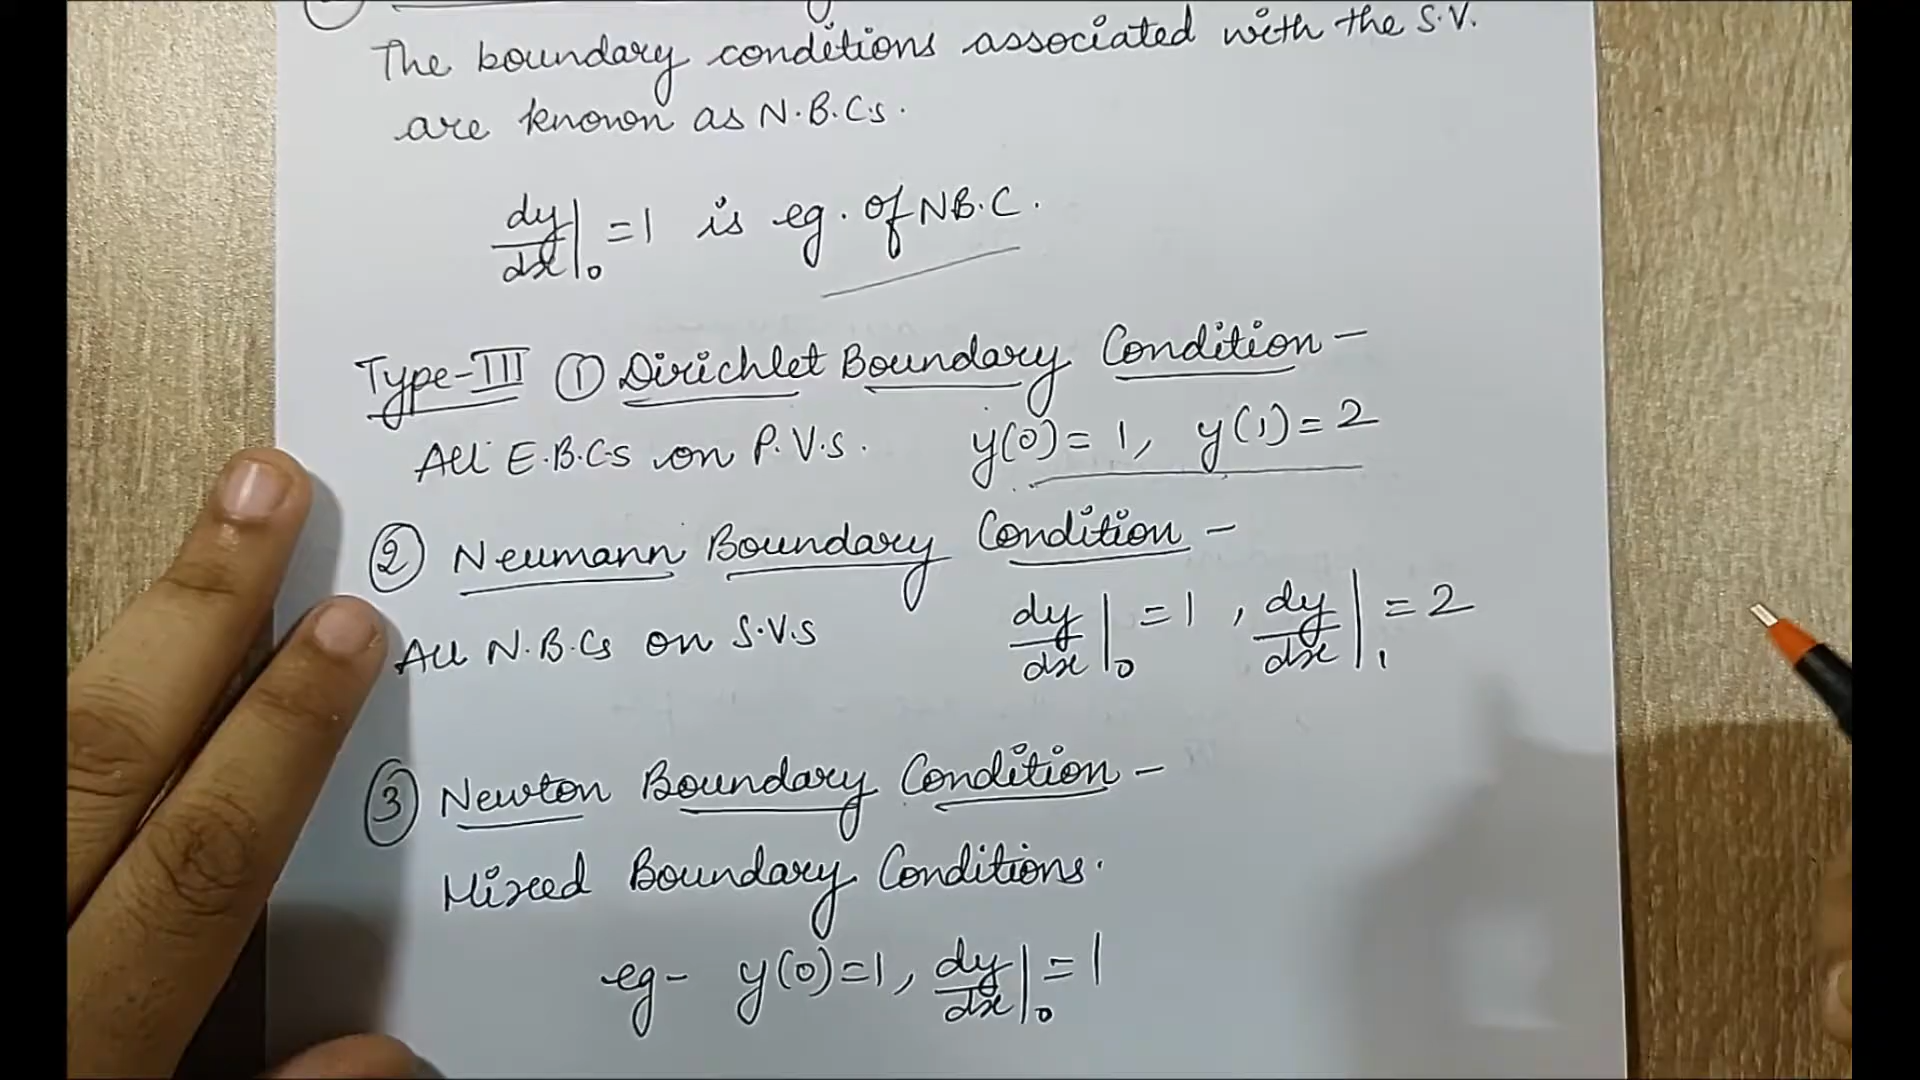 The boundary conditions associated with the S.V.
are known as N.B.Cs.
dy/dx|₀ = 1 is eg. of N.B.C.
Type-III ① Dirichlet Boundary Condition –
All E.B.Cs on P.V.s. y(0) = 1, y(1) = 2
② Neumann Boundary Condition –
All N.B.Cs on S.V.s dy/dx|₀ = 1, dy/dx|₁ = 2
③ Newton Boundary Condition –
Mixed Boundary Conditions.
eg – y(0) = 1, dy/dx|₀ = 1